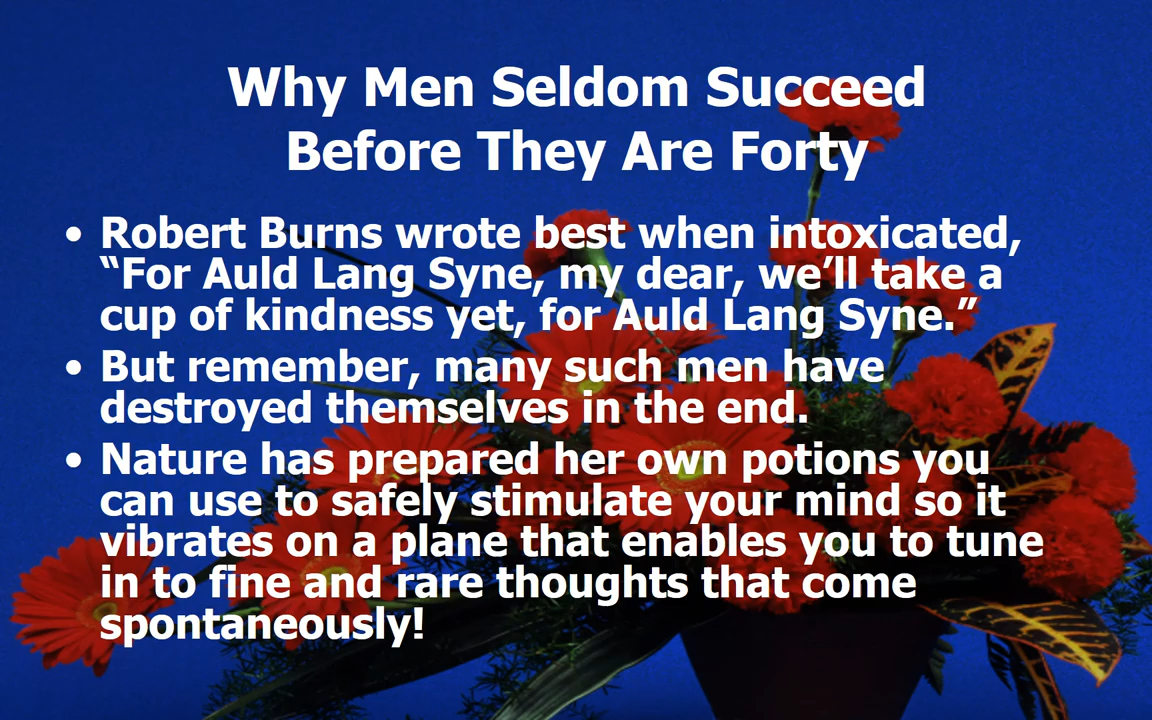 Why Men Seldom Succeed
Before They Are Forty
• Robert Burns wrote best when intoxicated,
“For Auld Lang Syne, my dear, we’ll take a
cup of kindness yet, for Auld Lang Syne.”
• But remember, many such men have
destroyed themselves in the end.
• Nature has prepared her own potions you
can use to safely stimulate your mind so it
vibrates on a plane that enables you to tune
in to fine and rare thoughts that come
spontaneously!